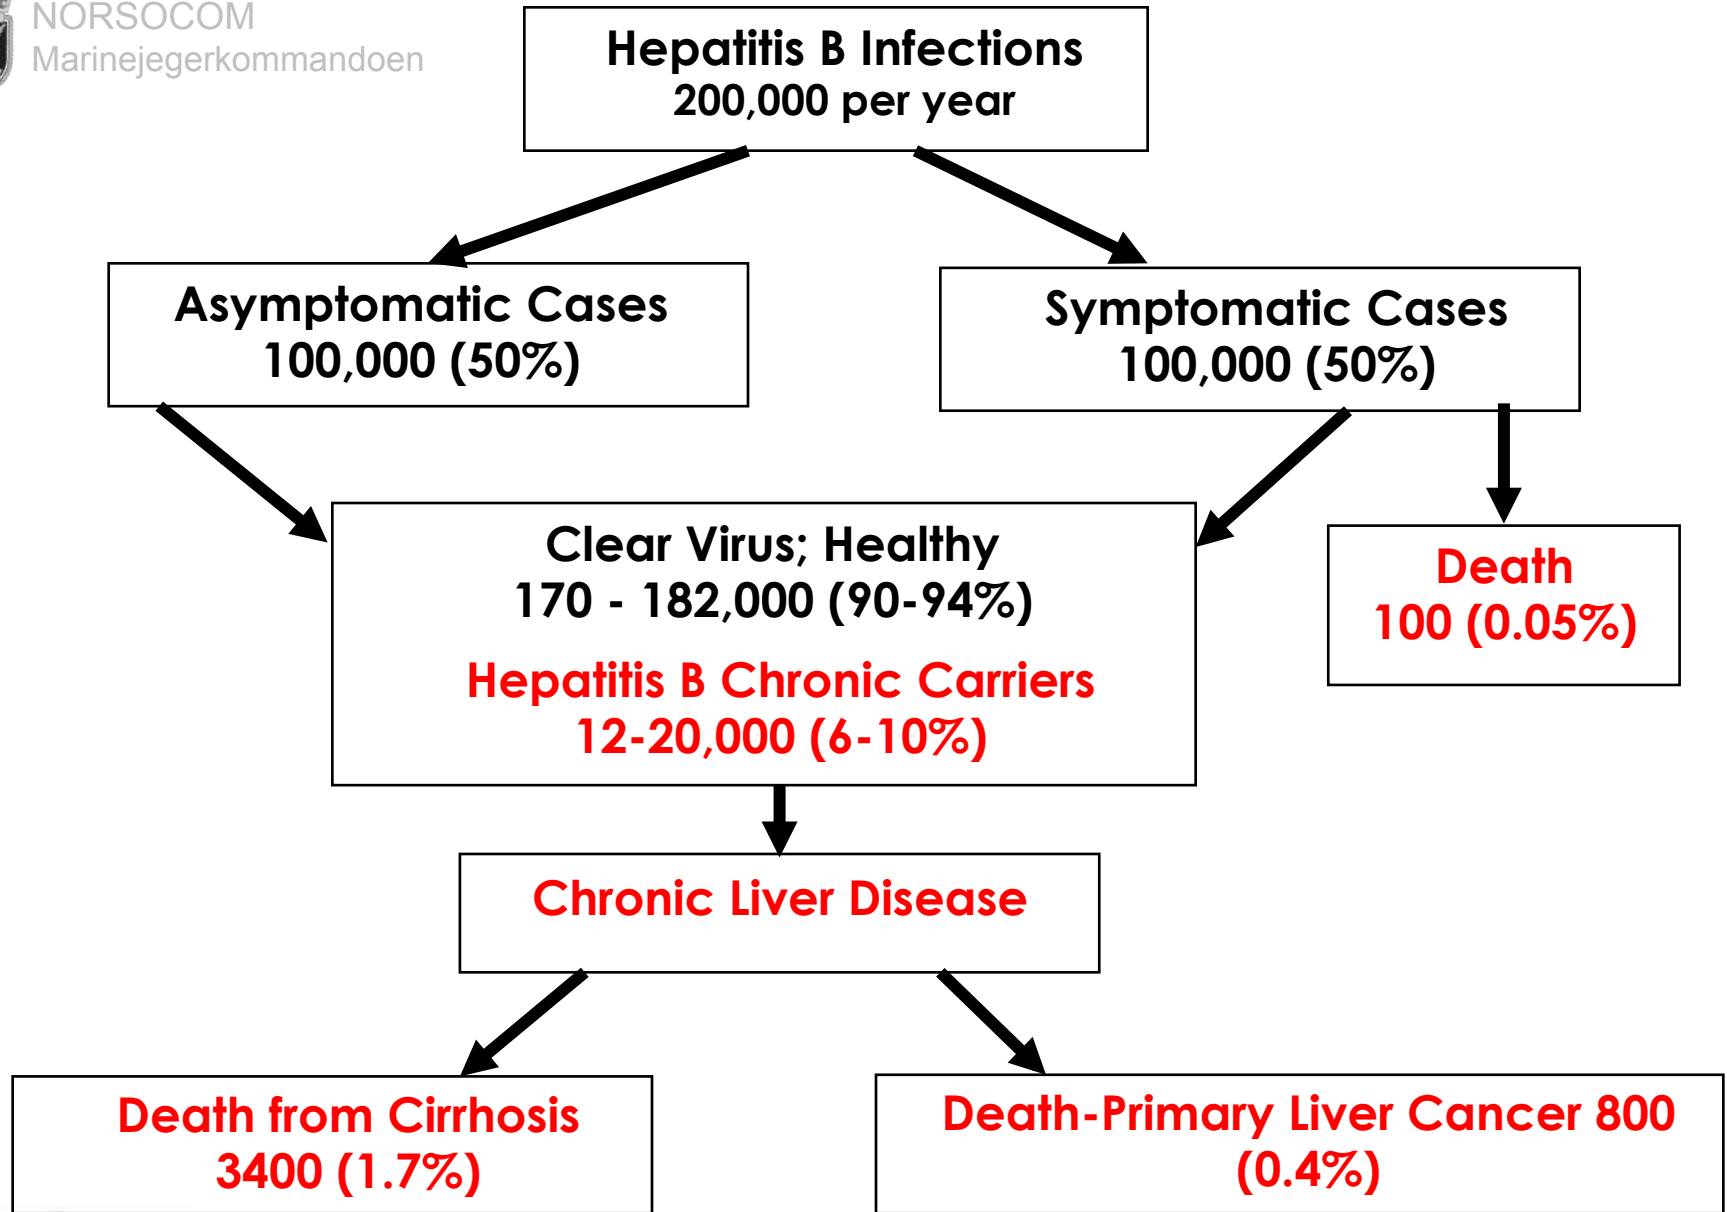 NORSOCOM
Marinejegerkommandoen
Hepatitis B Infections
200,000 per year
Asymptomatic Cases
100,000 (50%)
Symptomatic Cases
100,000 (50%)
Clear Virus; Healthy
170 - 182,000 (90-94%)
Hepatitis B Chronic Carriers
12-20,000 (6-10%)
Death
100 (0.05%)
Chronic Liver Disease
Death from Cirrhosis
3400 (1.7%)
Death-Primary Liver Cancer 800
(0.4%)